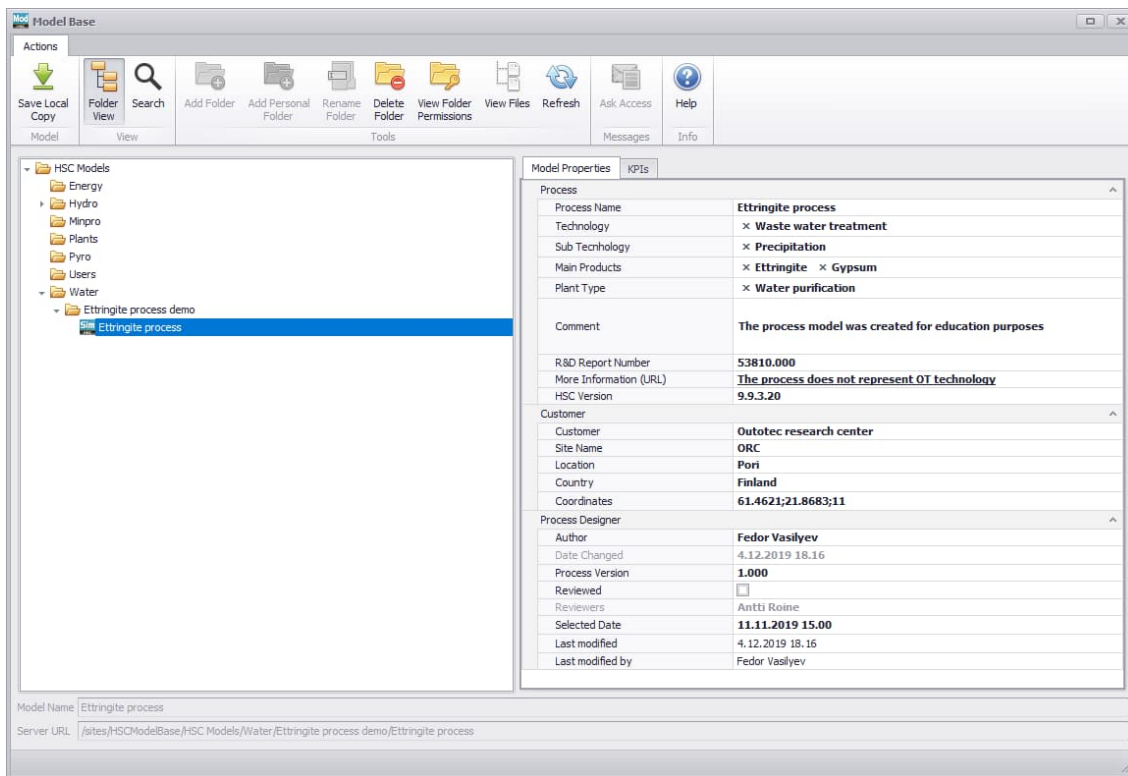 Model Base
Actions
Save Local Copy
Folder View
Search
Add Folder
Add Personal Folder
Rename Folder
Delete Folder
View Folder Permissions
View Files
Refresh
Ask Access
Help
Model
View
Tools
Messages
Info
HSC Models
Energy
Hydro
Minpro
Plants
Pyro
Users
Water
Ettringite process demo
Ettringite process
Model Properties KPIs
Process
Process Name Ettringite process
Technology × Waste water treatment
Sub Tecnhology × Precipitation
Main Products × Ettringite × Gypsum
Plant Type × Water purification
Comment The process model was created for education purposes
R&D Report Number 53810.000
More Information (URL) The process does not represent OT technology
HSC Version 9.9.3.20
Customer
Customer Outotec research center
Site Name ORC
Location Pori
Country Finland
Coordinates 61.4621;21.8683;11
Process Designer
Author Fedor Vasilyev
Date Changed 4.12.2019 18.16
Process Version 1.000
Reviewed
Reviewers Antti Roine
Selected Date 11.11.2019 15.00
Last modified 4.12.2019 18.16
Last modified by Fedor Vasilyev
Model Name Ettringite process
Server URL /sites/HSCModelBase/HSC Models/Water/Ettringite process demo/Ettringite process